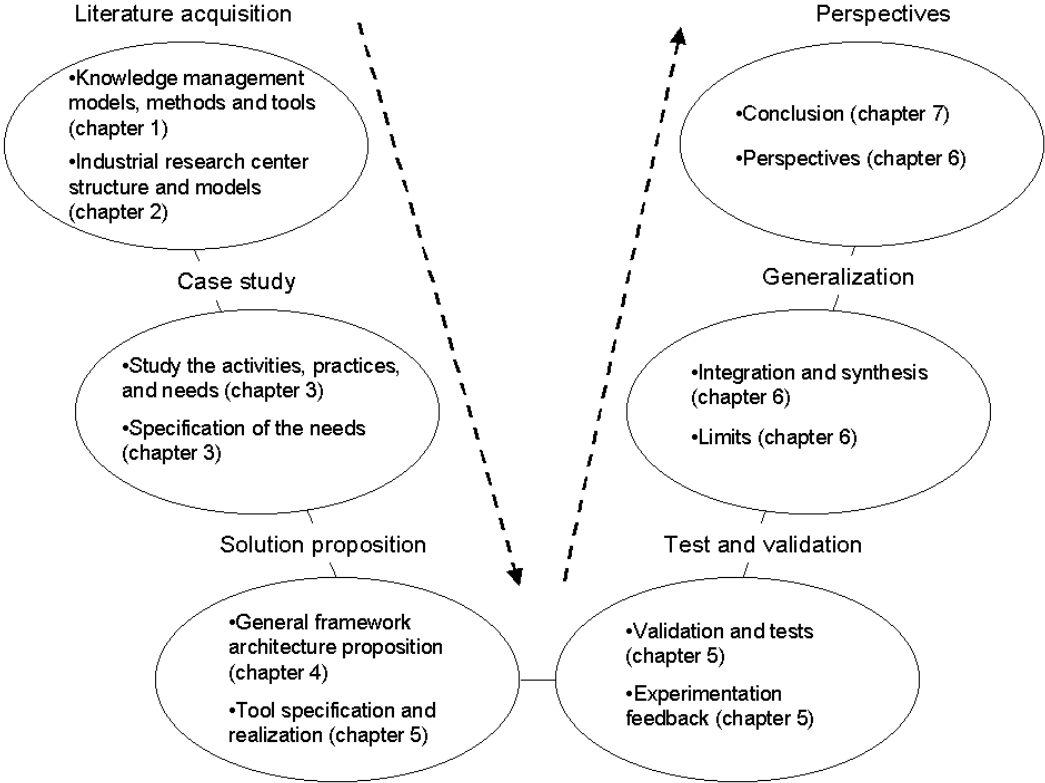 Literature acquisition
•Knowledge management
models, methods and tools
(chapter 1)
•Industrial research center
structure and models
(chapter 2)
Case study
•Study the activities, practices,
and needs (chapter 3)
•Specification of the needs
(chapter 3)
Solution proposition
•General framework
architecture proposition
(chapter 4)
•Tool specification and
realization (chapter 5)
Perspectives
•Conclusion (chapter 7)
•Perspectives (chapter 6)
Generalization
•Integration and synthesis
(chapter 6)
•Limits (chapter 6)
Test and validation
•Validation and tests
(chapter 5)
•Experimentation
feedback (chapter 5)